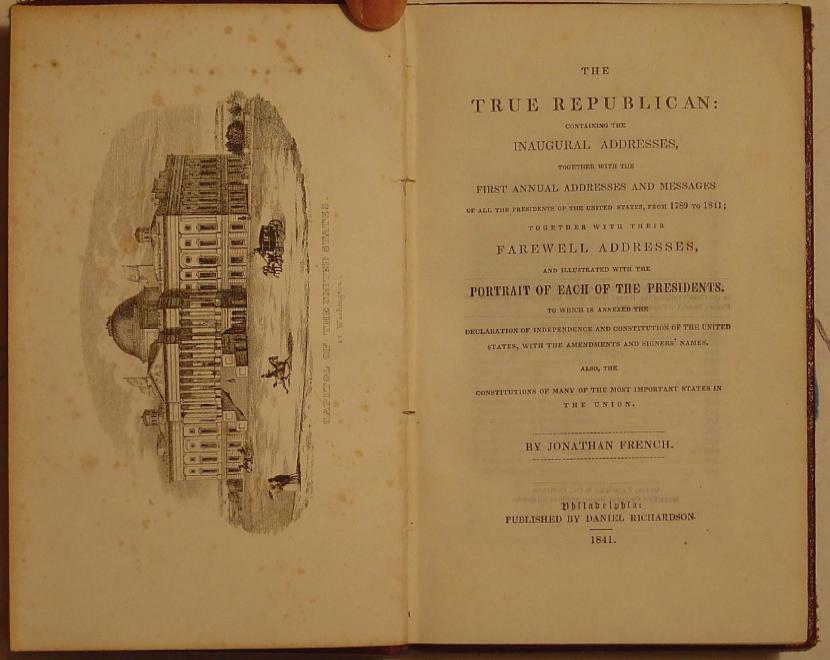 CAPITOL OF THE UNITED STATES.
at Washington.
THE
TRUE REPUBLICAN:
CONTAINING THE
INAUGURAL ADDRESSES,
TOGETHER WITH THE
FIRST ANNUAL ADDRESSES AND MESSAGES
OF ALL THE PRESIDENTS OF THE UNITED STATES, FROM 1789 TO 1841;
TOGETHER WITH THEIR
FAREWELL ADDRESSES,
AND ILLUSTRATED WITH THE
PORTRAIT OF EACH OF THE PRESIDENTS.
TO WHICH IS ANNEXED THE
DECLARATION OF INDEPENDENCE AND CONSTITUTION OF THE UNITED
STATES, WITH THE AMENDMENTS AND SIGNERS' NAMES.
ALSO, THE
CONSTITUTIONS OF MANY OF THE MOST IMPORTANT STATES IN
THE UNION.
BY JONATHAN FRENCH.
Philadelphia:
PUBLISHED BY DANIEL RICHARDSON.
1841.